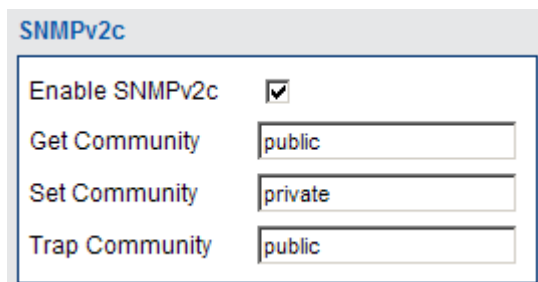 SNMPv2c
Enable SNMPv2c
Get Community public
Set Community private
Trap Community public